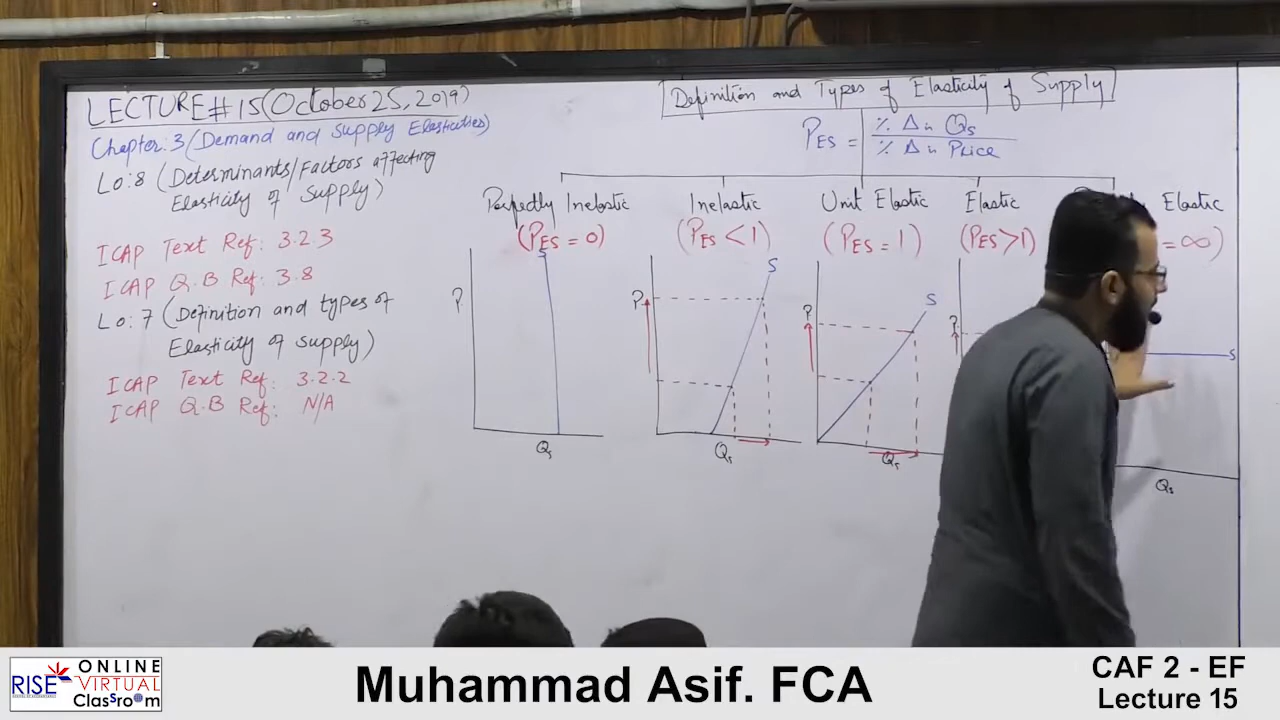 LECTURE#15(October 25, 2019)
Chapter:3(Demand and Supply Elasticities)
Lo:8 (Determinants/Factors affecting
Elasticity of Supply)
ICAP Text Ref: 3.2.3
ICAP Q.B Ref: 3.8
Lo:7 (Definition and types of
Elasticity of Supply)
ICAP Text Ref: 3.2.2
ICAP Q.B Ref: N/A
Definition and Types of Elasticity of Supply
PES = % Δ in Qs
% Δ in Price
Perfectly Inelastic
(PES = 0)
S
P
Qs
Inelastic
(PES < 1)
S
P
Qs
Unit Elastic
(PES = 1)
S
P
Qs
Elastic
(PES > 1)
P
Elastic
= ∞)
S
Qs
RISE
ONLINE
VIRTUAL
Classroom
Muhammad Asif. FCA
CAF 2 - EF
Lecture 15